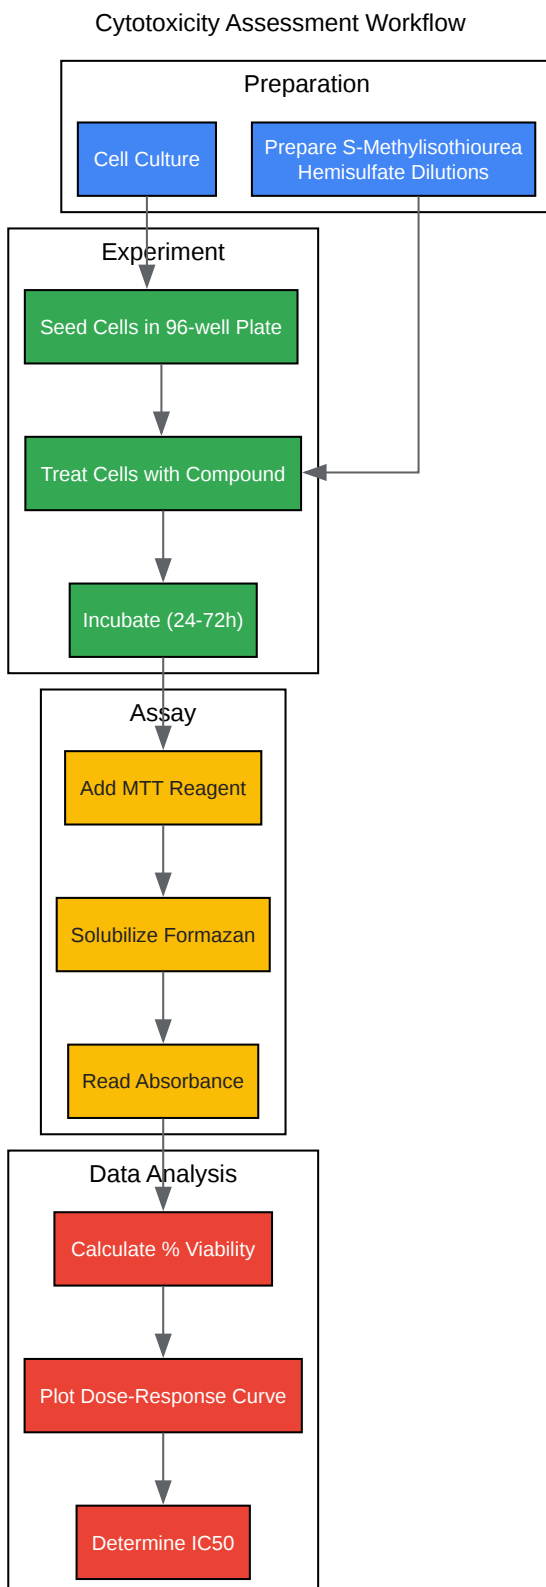 Cytotoxicity Assessment Workflow
Preparation
Cell Culture
Prepare S-Methylisothiourea
Hemisulfate Dilutions
Experiment
Seed Cells in 96-well Plate
Treat Cells with Compound
Incubate (24-72h)
Assay
Add MTT Reagent
Solubilize Formazan
Read Absorbance
Data Analysis
Calculate % Viability
Plot Dose-Response Curve
Determine IC50